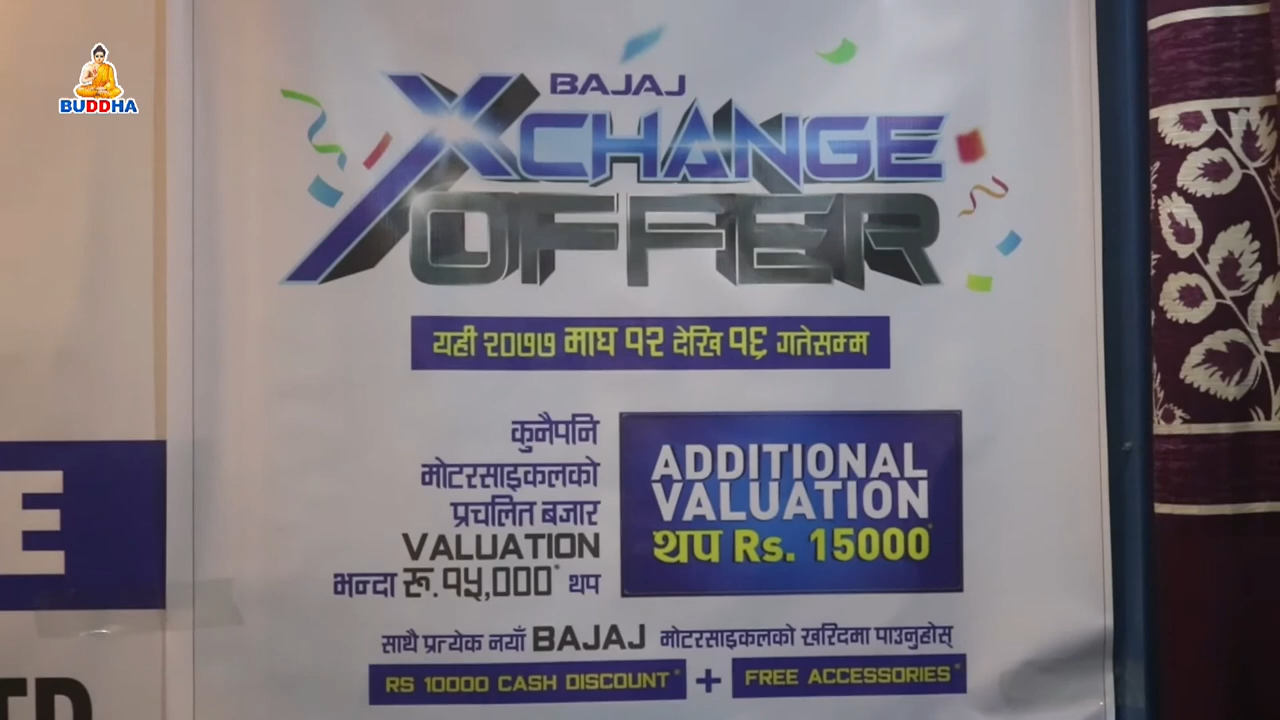 BUDDHA
BAJAJ
XCHANGE
OFFER
यही २०७७ माघ १२ देखि १६ गतेसम्म
कुनैपनि
मोटरसाइकलको
प्रचलित बजार
VALUATION
भन्दा रू.१५,000* थप
ADDITIONAL
VALUATION
थप Rs. 15000*
साथै प्रत्येक नयाँ BAJAJ मोटरसाइकलको खरिदमा पाउनुहोस्
RS 10000 CASH DISCOUNT* + FREE ACCESSORIES*
E